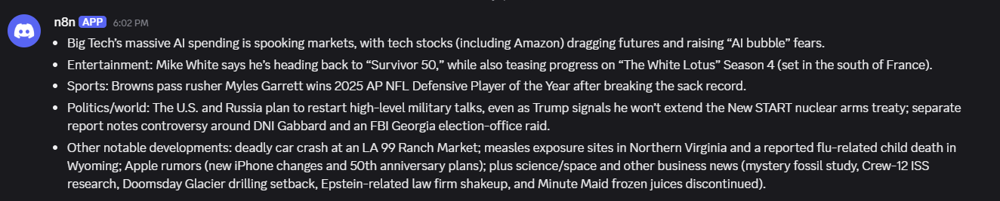 n8n APP 6:02 PM
• Big Tech’s massive AI spending is spooking markets, with tech stocks (including Amazon) dragging futures and raising “AI bubble” fears.
• Entertainment: Mike White says he’s heading back to “Survivor 50,” while also teasing progress on “The White Lotus” Season 4 (set in the south of France).
• Sports: Browns pass rusher Myles Garrett wins 2025 AP NFL Defensive Player of the Year after breaking the sack record.
• Politics/world: The U.S. and Russia plan to restart high-level military talks, even as Trump signals he won’t extend the New START nuclear arms treaty; separate
report notes controversy around DNI Gabbard and an FBI Georgia election-office raid.
• Other notable developments: deadly car crash at an LA 99 Ranch Market; measles exposure sites in Northern Virginia and a reported flu-related child death in
Wyoming; Apple rumors (new iPhone changes and 50th anniversary plans); plus science/space and other business news (mystery fossil study, Crew-12 ISS
research, Doomsday Glacier drilling setback, Epstein-related law firm shakeup, and Minute Maid frozen juices discontinued).